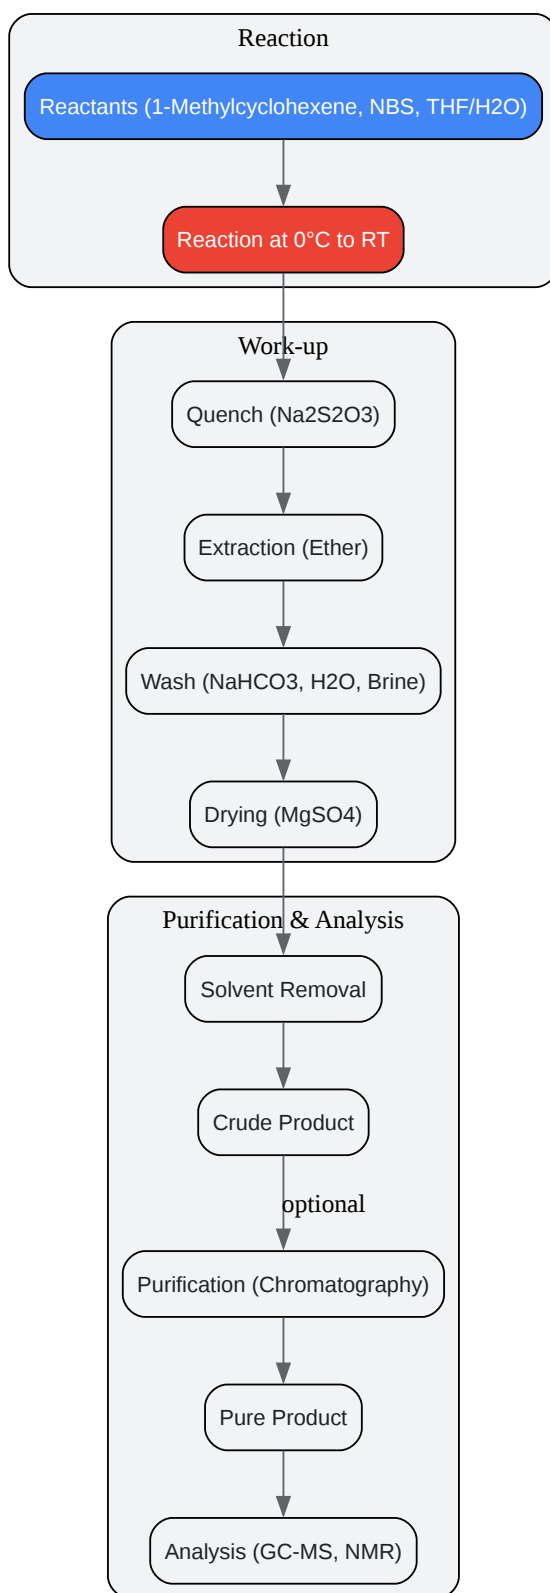 Reaction
Reactants (1-Methylcyclohexene, NBS, THF/H2O)
Reaction at 0°C to RT
Work-up
Quench (Na2S2O3)
Extraction (Ether)
Wash (NaHCO3, H2O, Brine)
Drying (MgSO4)
Purification & Analysis
Solvent Removal
Crude Product
optional
Purification (Chromatography)
Pure Product
Analysis (GC-MS, NMR)